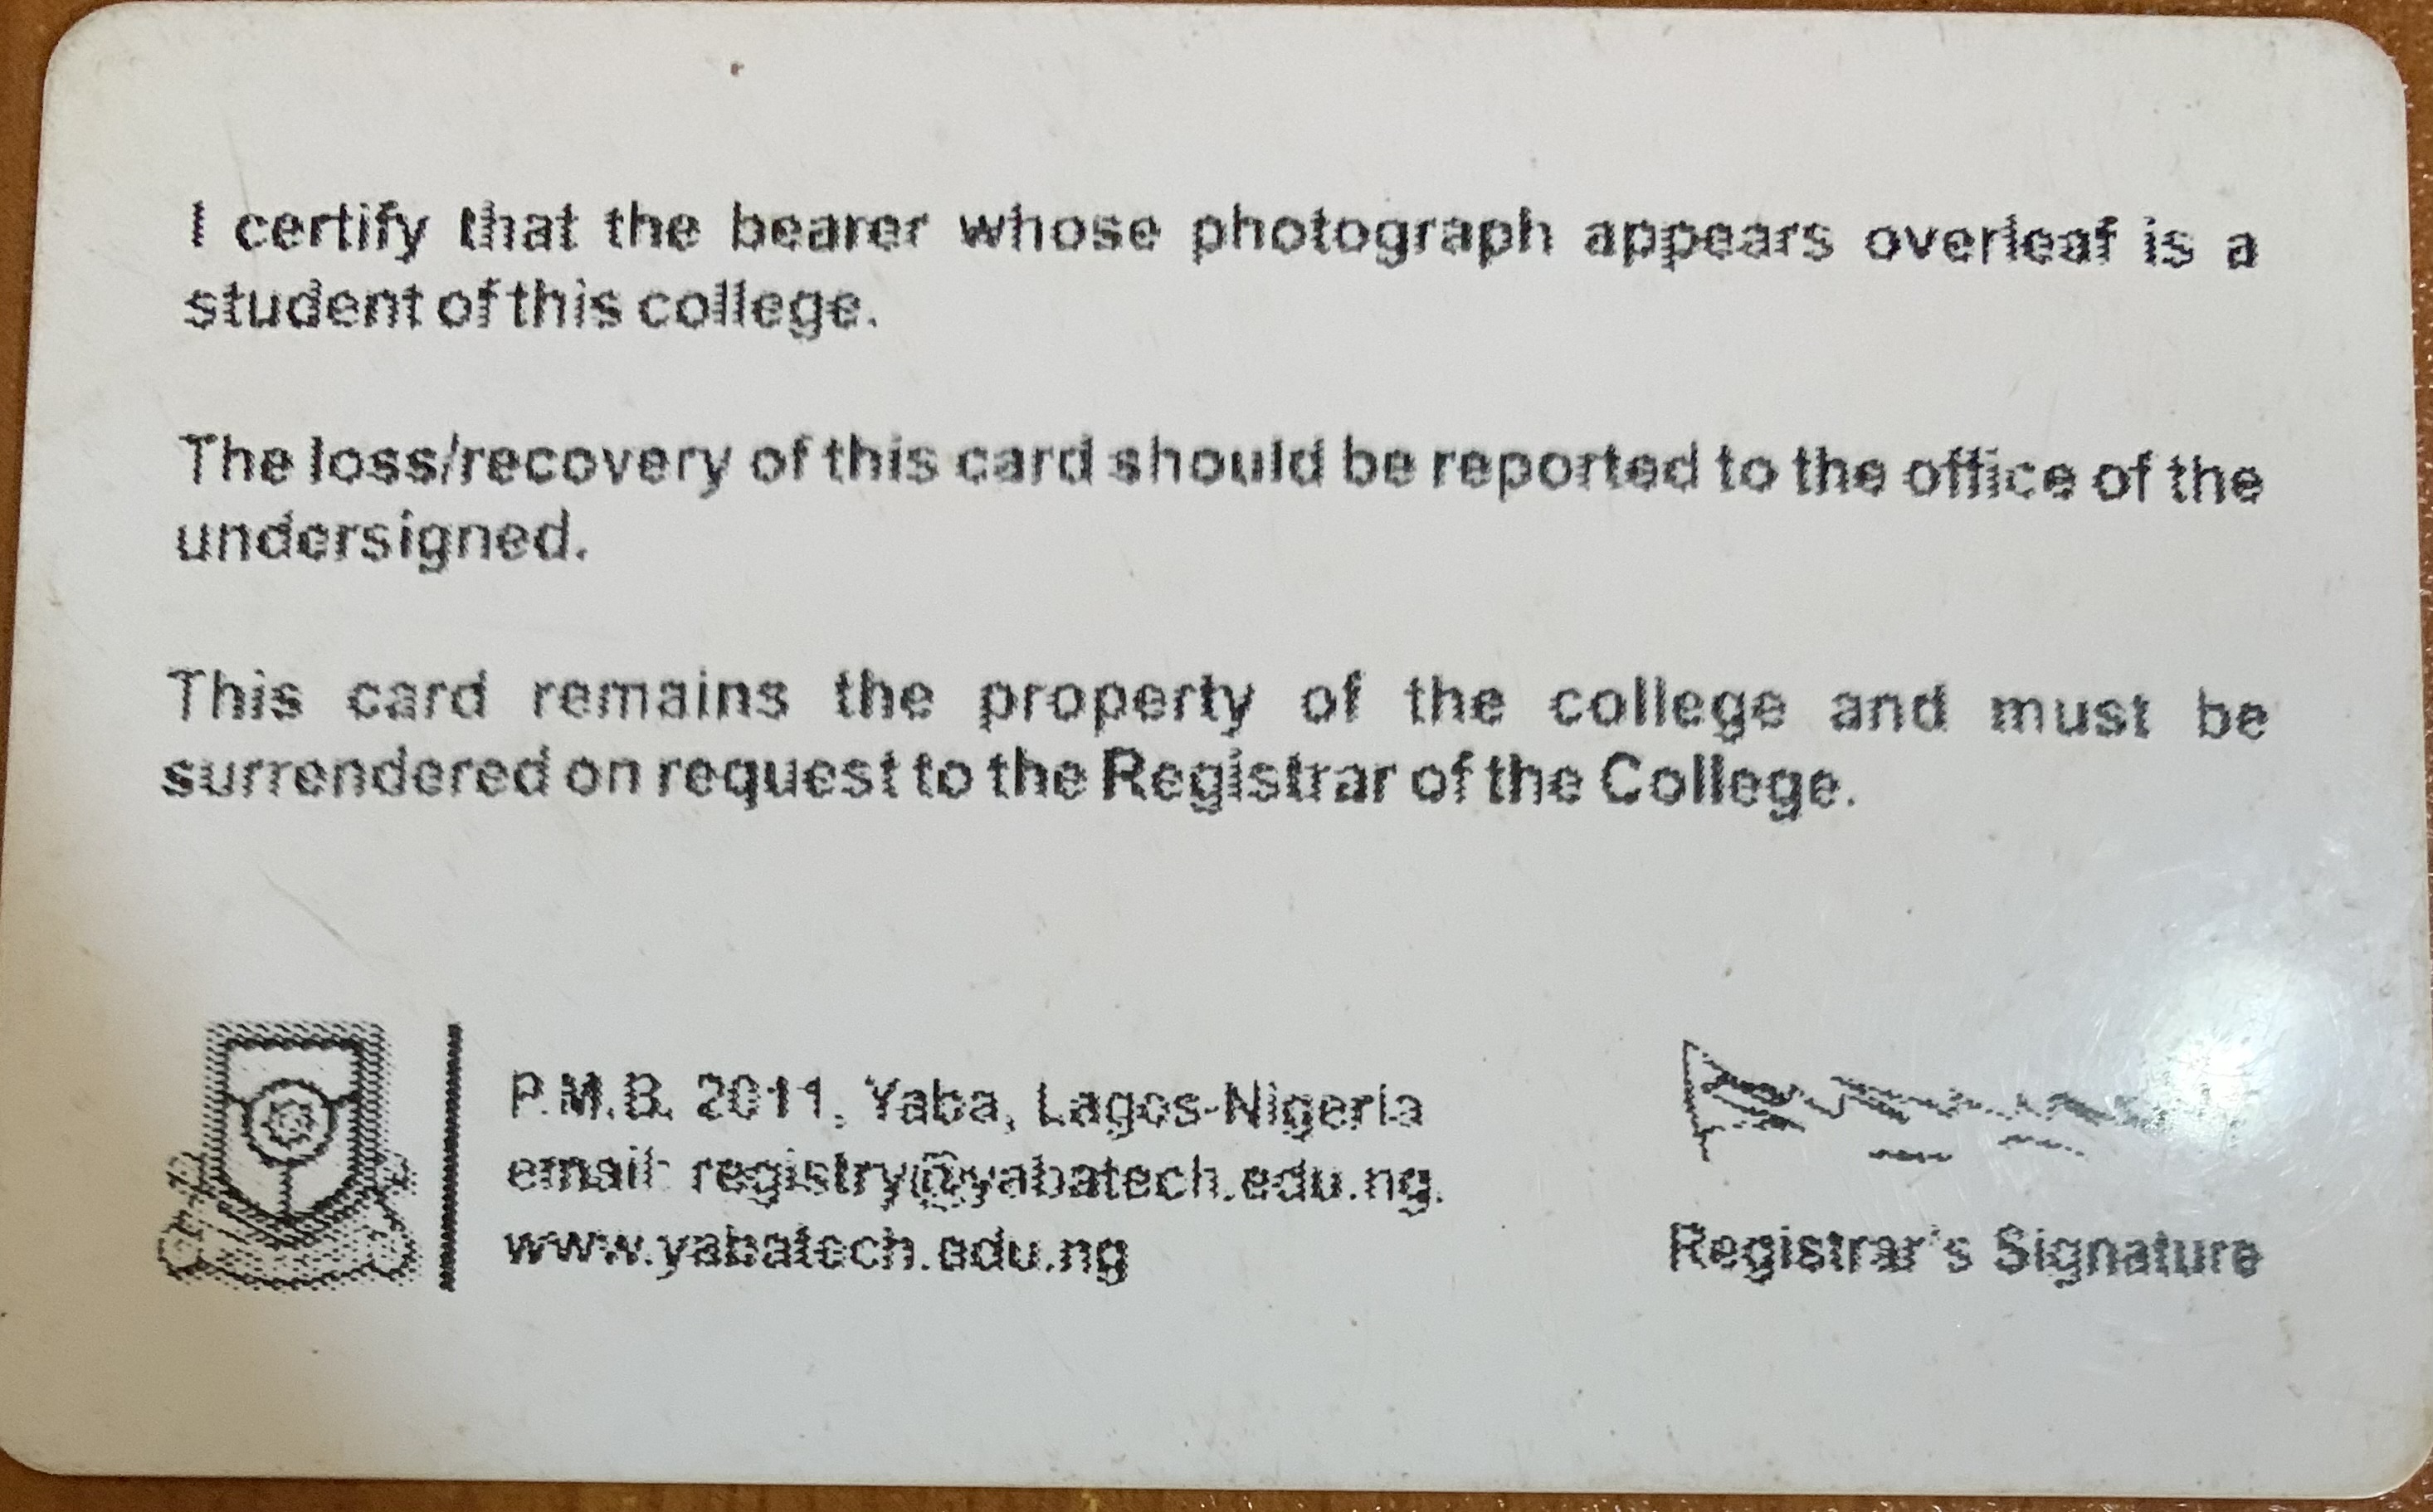 I certify that the bearer whose photograph appears overleaf is a
student of this college.
The loss/recovery of this card should be reported to the office of the
undersigned.
This card remains the property of the college and must be
surrendered on request to the Registrar of the College.
P.M.B. 2011, Yaba, Lagos-Nigeria
email: registry@yabatech.edu.ng.
www.yabatech.edu.ng
Registrar's Signature